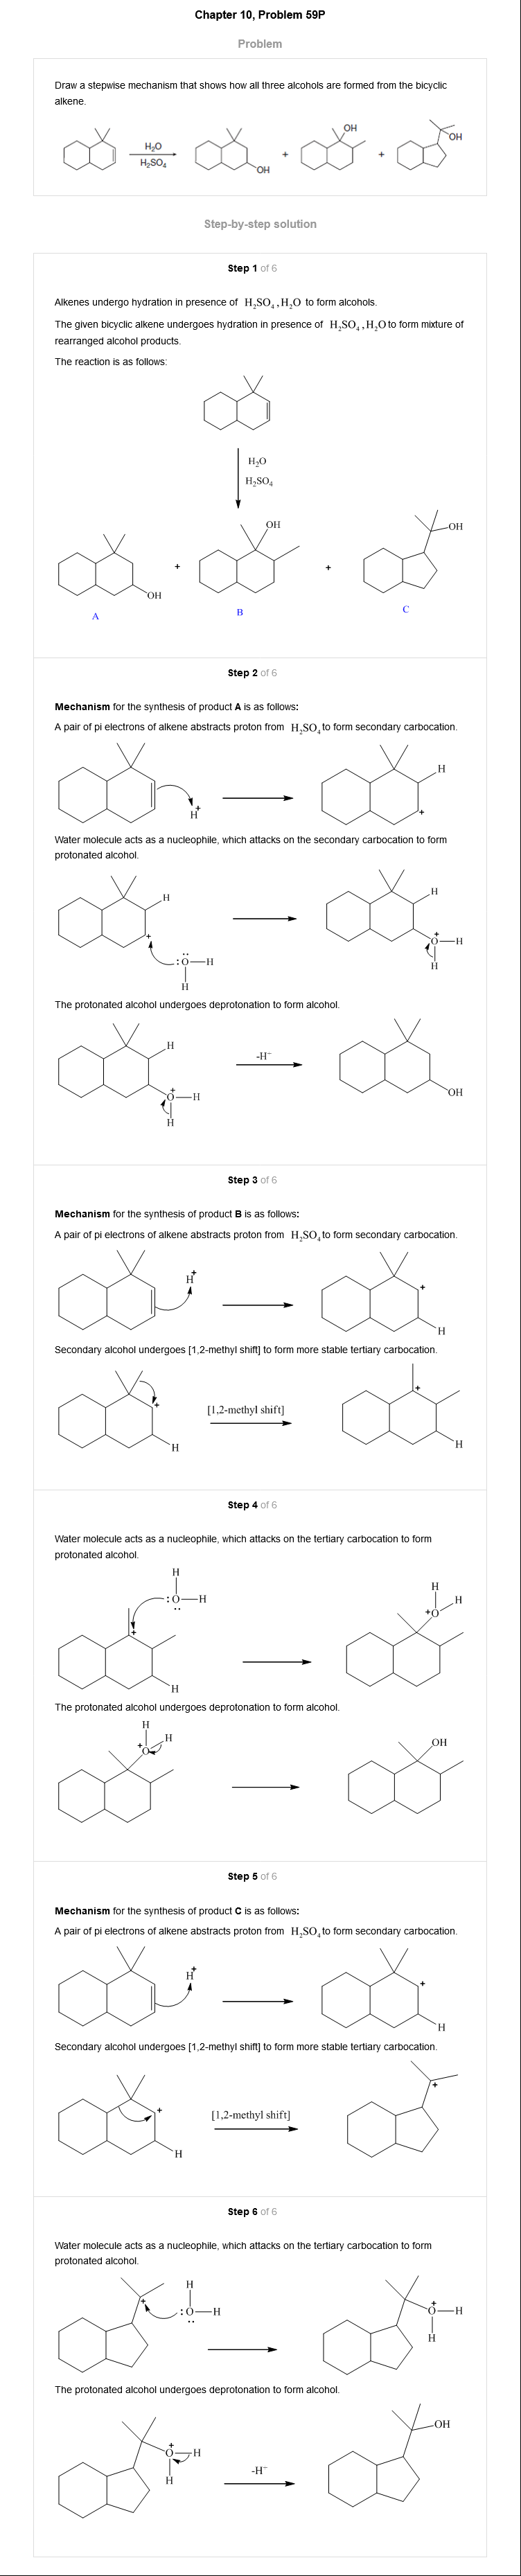 Chapter 10, Problem 59P
Problem
Draw a stepwise mechanism that shows how all three alcohols are formed from the bicyclic
alkene.
H₂O
H₂SO₄
OH
+
OH
+
OH
Step-by-step solution
Step 1 of 6
Alkenes undergo hydration in presence of H₂SO₄,H₂O to form alcohols.
The given bicyclic alkene undergoes hydration in presence of H₂SO₄,H₂O to form mixture of
rearranged alcohol products.
The reaction is as follows:
H₂O
H₂SO₄
OH
+
OH
+
OH
A
B
C
Step 2 of 6
Mechanism for the synthesis of product A is as follows:
A pair of pi electrons of alkene abstracts proton from H₂SO₄ to form secondary carbocation.
H⁺
H
+
Water molecule acts as a nucleophile, which attacks on the secondary carbocation to form
protonated alcohol.
H
+
:Ö—H
H
H
+
O—H
H
The protonated alcohol undergoes deprotonation to form alcohol.
H
+
O—H
H
-H⁻
OH
Step 3 of 6
Mechanism for the synthesis of product B is as follows:
A pair of pi electrons of alkene abstracts proton from H₂SO₄ to form secondary carbocation.
H⁺
+
H
Secondary alcohol undergoes [1,2-methyl shift] to form more stable tertiary carbocation.
+
H
[1,2-methyl shift]
+
H
Step 4 of 6
Water molecule acts as a nucleophile, which attacks on the tertiary carbocation to form
protonated alcohol.
H
:O—H
+
H
H
H
+O
The protonated alcohol undergoes deprotonation to form alcohol.
H
H
+O
OH
Step 5 of 6
Mechanism for the synthesis of product C is as follows:
A pair of pi electrons of alkene abstracts proton from H₂SO₄ to form secondary carbocation.
H⁺
+
H
Secondary alcohol undergoes [1,2-methyl shift] to form more stable tertiary carbocation.
+
H
[1,2-methyl shift]
+
Step 6 of 6
Water molecule acts as a nucleophile, which attacks on the tertiary carbocation to form
protonated alcohol.
H
+
:O—H
+
O—H
H
The protonated alcohol undergoes deprotonation to form alcohol.
+
O—H
H
-H⁻
OH